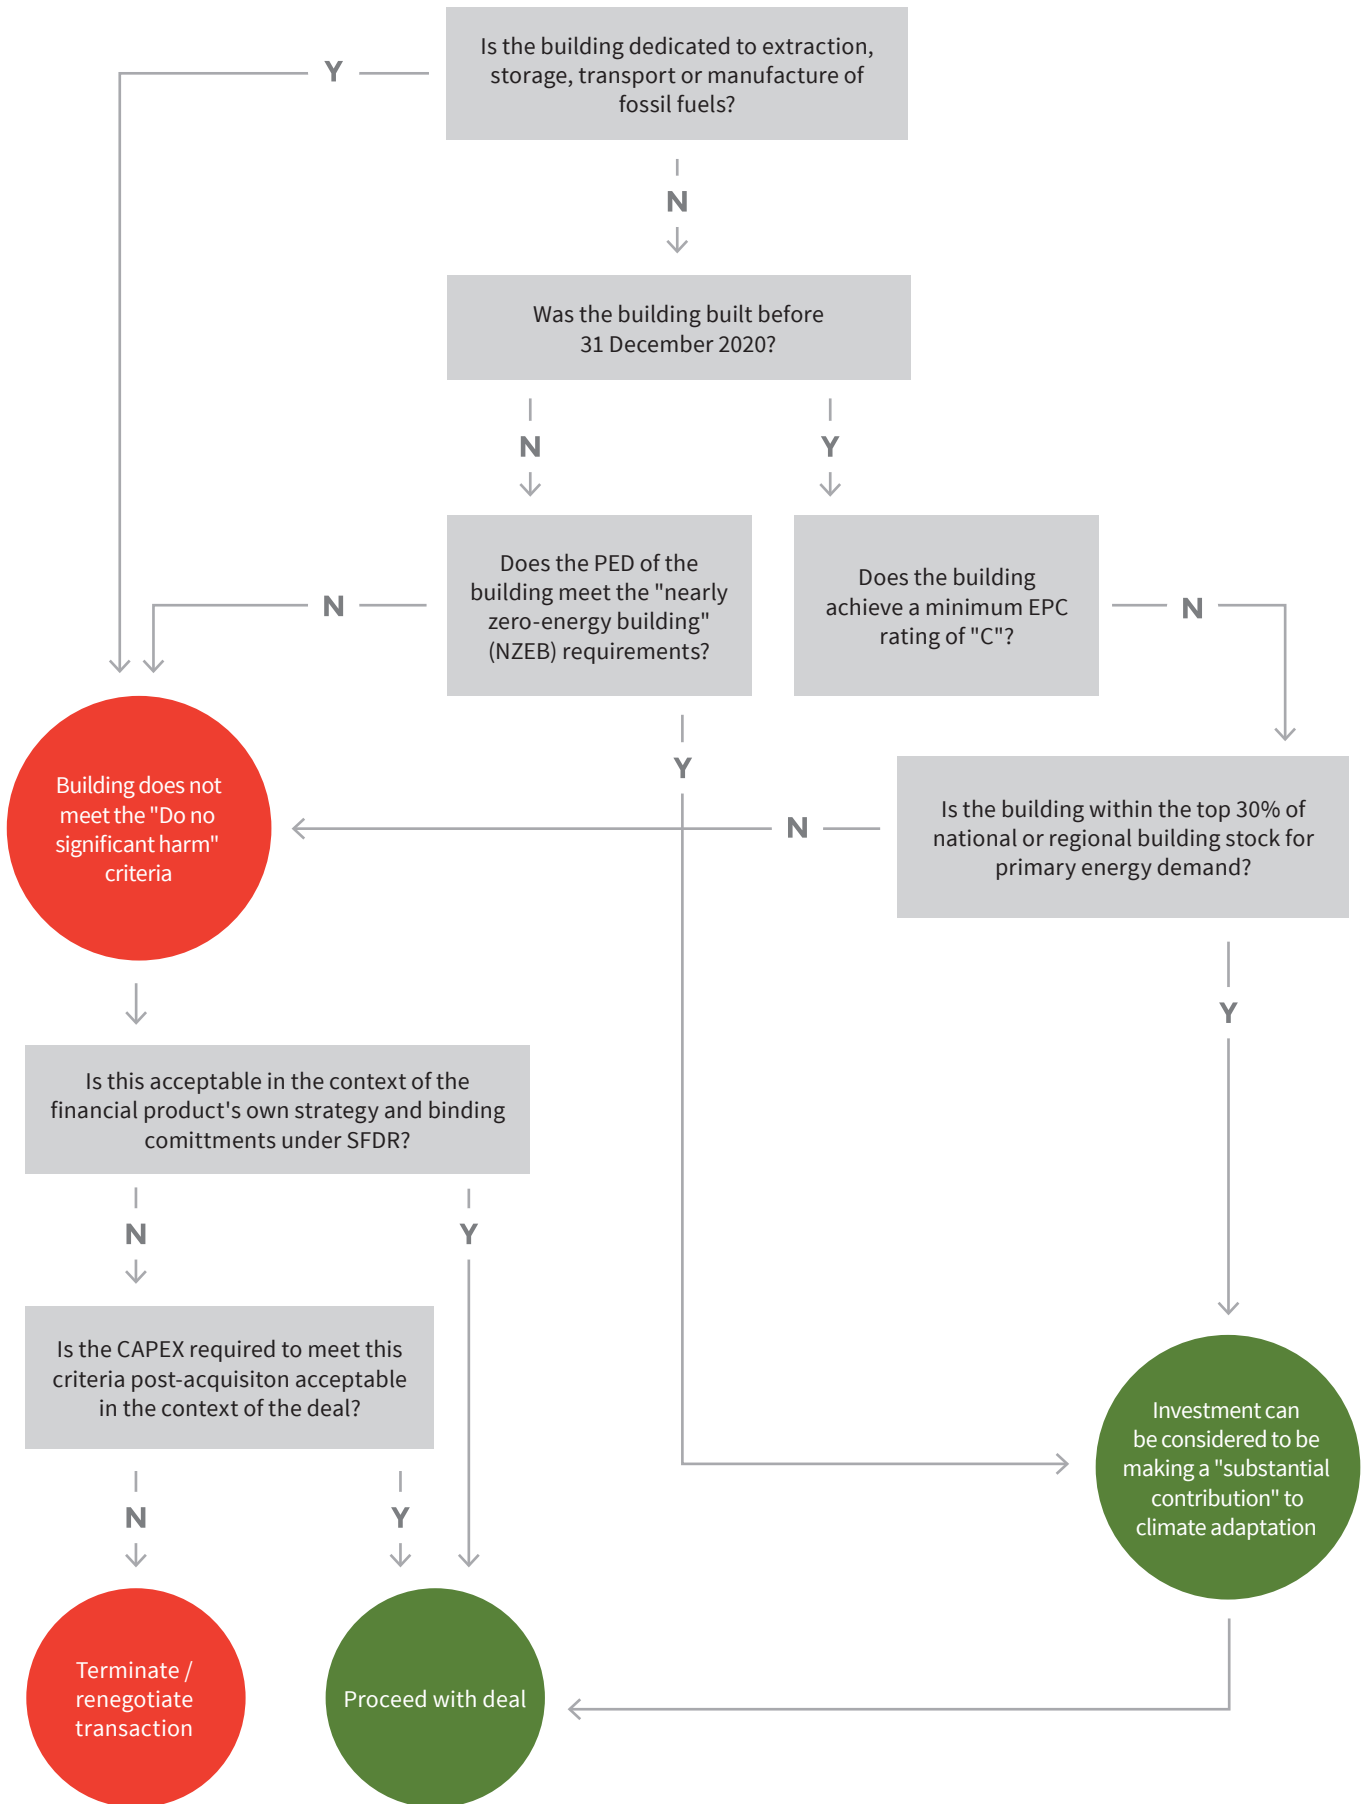 Is the building dedicated to extraction,
storage, transport or manufacture of
fossil fuels?
Y
N
Was the building built before
31 December 2020?
N
Y
Does the PED of the
building meet the "nearly
zero-energy building"
(NZEB) requirements?
Does the building
achieve a minimum EPC
rating of "C"?
N
N
Y
Building does not
meet the "Do no
significant harm"
criteria
N
Is the building within the top 30% of
national or regional building stock for
primary energy demand?
Y
Is this acceptable in the context of the
financial product's own strategy and binding
comittments under SFDR?
N
Y
Is the CAPEX required to meet this
criteria post-acquisiton acceptable
in the context of the deal?
Investment can
be considered to be
making a "substantial
contribution" to
climate adaptation
N
Y
Terminate /
renegotiate
transaction
Proceed with deal